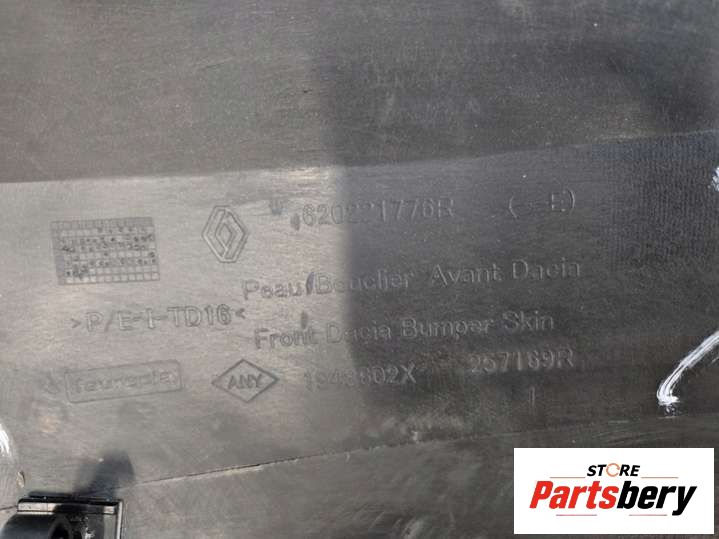 620221776R (--E)
Peau Bouclier Avant Dacia
>P/E-I-TD16<
Front Dacia Bumper Skin
faurecia
ANY
257169R
STORE
Partsbery